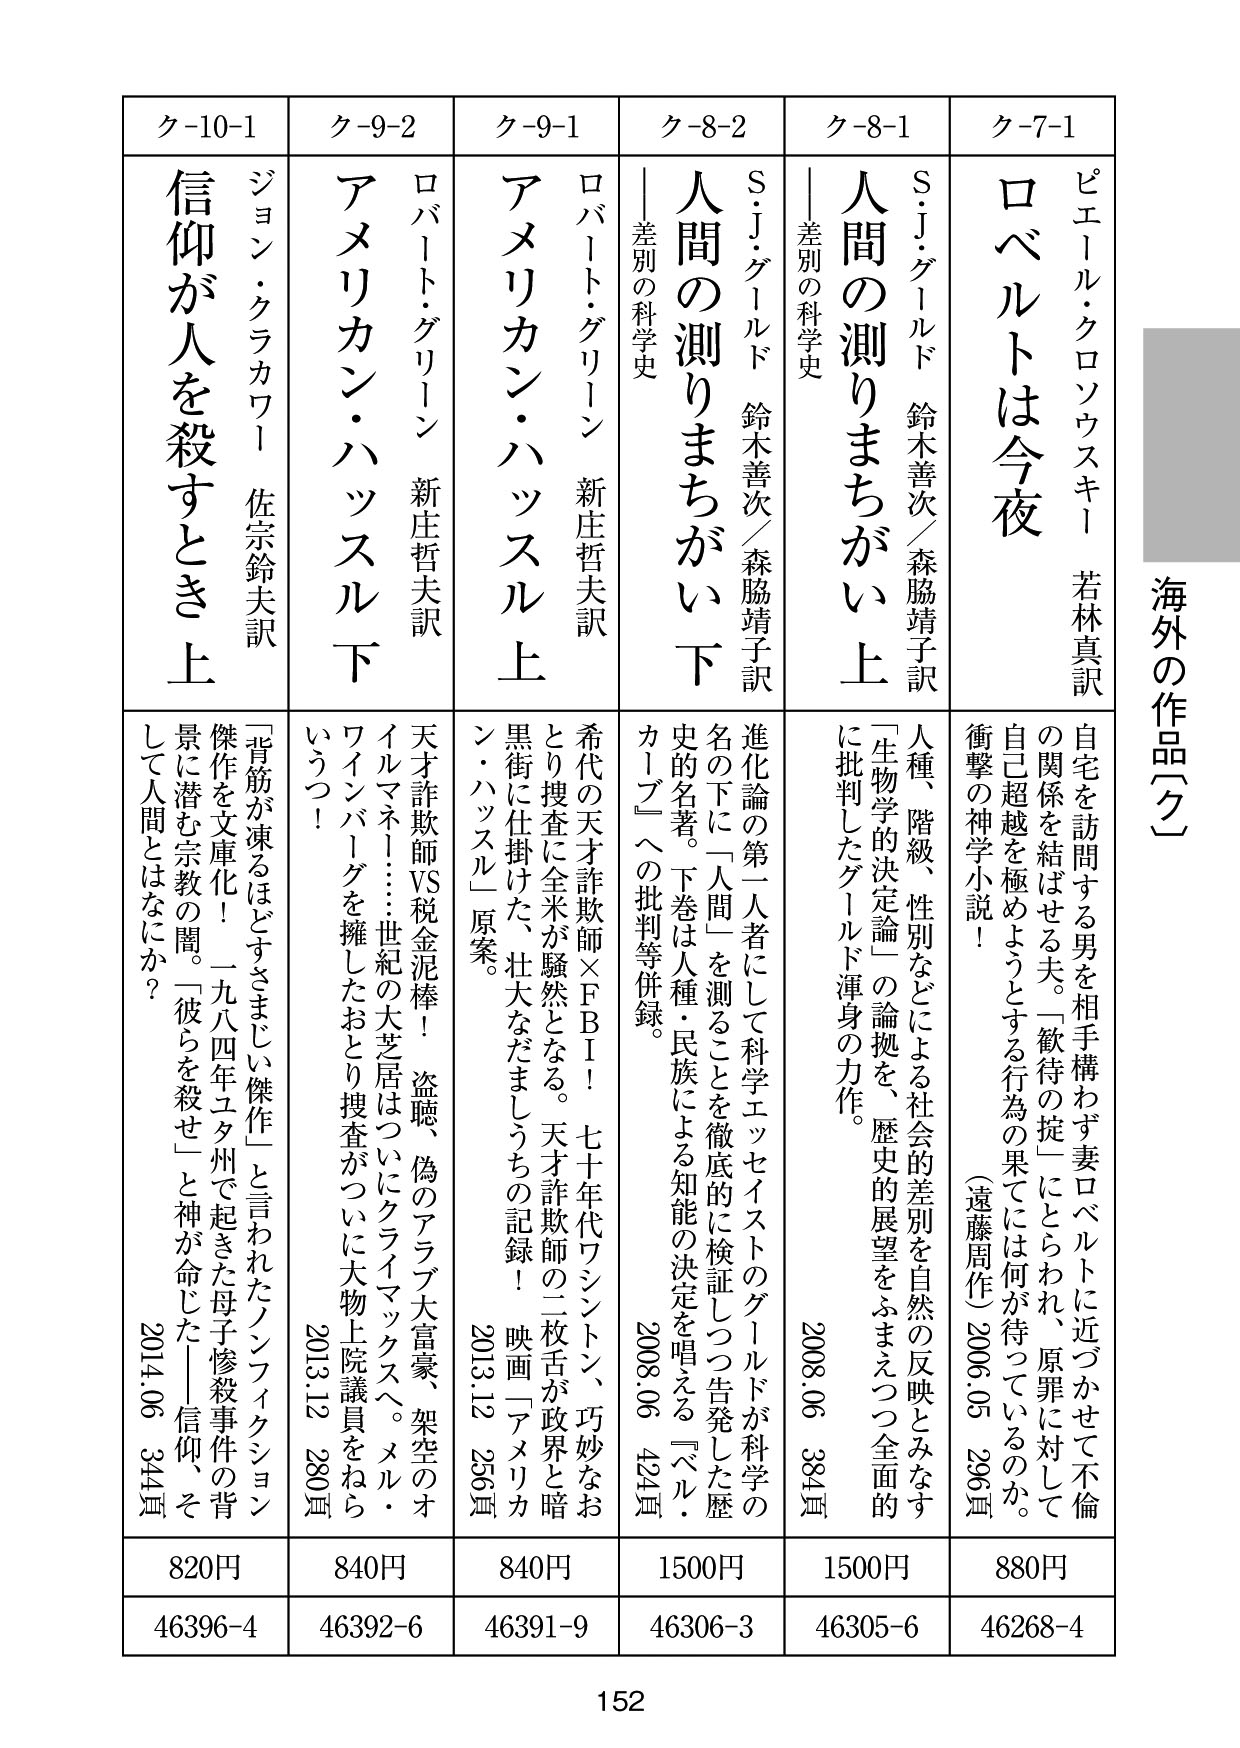 海外の作品〔ク〕
ク-7-1
ピエール・クロソウスキー　若林真訳
ロベルトは今夜
自宅を訪問する男を相手構わず妻ロベルトに近づかせて不倫
の関係を結ばせる夫。「歓待の掟」にとらわれ、原罪に対して
自己超越を極めようとする行為の果てには何が待っているのか。
衝撃の神学小説！　（遠藤周作）2006.05　296頁
880円
46268-4
ク-8-1
S・J・グールド　鈴木善次／森脇靖子訳
人間の測りまちがい 上
――差別の科学史
人種、階級、性別などによる社会的差別を自然の反映とみなす
「生物学的決定論」の論拠を、歴史的展望をふまえつつ全面的
に批判したグールド渾身の力作。
2008.06　384頁
1500円
46305-6
ク-8-2
S・J・グールド　鈴木善次／森脇靖子訳
人間の測りまちがい 下
――差別の科学史
進化論の第一人者にして科学エッセイストのグールドが科学の
名の下に「人間」を測ることを徹底的に検証しつつ告発した歴
史的名著。下巻は人種・民族による知能の決定を唱える『ベル・
カーブ』への批判等併録。　2008.06　424頁
1500円
46306-3
ク-9-1
ロバート・グリーン　新庄哲夫訳
アメリカン・ハッスル 上
希代の天才詐欺師×FBI！　七十年代ワシントン、巧妙なお
とり捜査に全米が騒然となる。天才詐欺師の二枚舌が政界と暗
黒街に仕掛けた、壮大なだましうちの記録！　映画「アメリカ
ン・ハッスル」原案。　2013.12　256頁
840円
46391-9
ク-9-2
ロバート・グリーン　新庄哲夫訳
アメリカン・ハッスル 下
天才詐欺師VS税金泥棒！　盗聴、偽のアラブ大富豪、架空のオ
イルマネー……世紀の大芝居はついにクライマックスへ。メル・
ワインバーグを擁したおとり捜査がついに大物上院議員をねら
いうつ！　2013.12　280頁
840円
46392-6
ク-10-1
ジョン・クラカワー　佐宗鈴夫訳
信仰が人を殺すとき 上
「背筋が凍るほどすさまじい傑作」と言われたノンフィクション
傑作を文庫化！　一九八四年ユタ州で起きた母子惨殺事件の背
景に潜む宗教の闇。「彼らを殺せ」と神が命じた――信仰、そ
して人間とはなにか？　2014.06　344頁
820円
46396-4
152